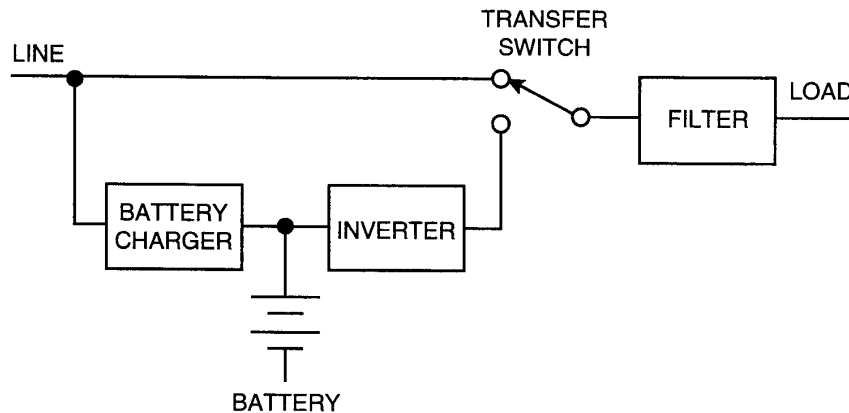 TRANSFER
SWITCH
LINE
LOAD
FILTER
BATTERY
CHARGER
INVERTER
BATTERY